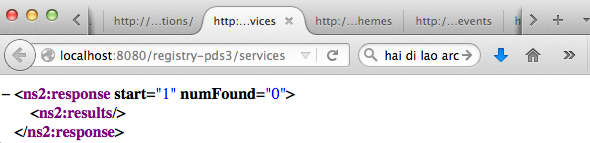 http://...tions/
http:...vices
http://...hemes
http://...events
localhost:8080/registry-pds3/services
hai di lao arc
<ns2:response start="1" numFound="0">
<ns2:results/>
</ns2:response>